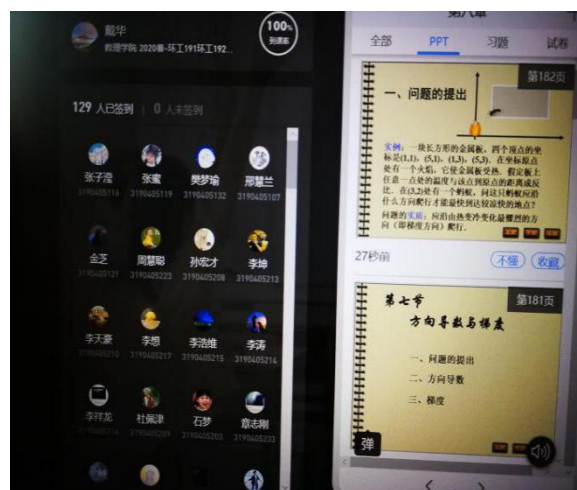 戴华
数理学院 2020春-环工191环工192...
100%
到课率
129 人已签到 | 0 人未签到
张子滢
张蜜
樊梦瑜
邢慧兰
3190405116
3190405119
3190405132
3190405107
金芝
周慧聪
孙宏才
李坤
3190405121
3190405223
3190405208
3190405213
李天豪
李想
李浩维
李涛
3190405210
3190405217
3190405215
3190405214
李祥龙
杜佩津
石梦
章志刚
3190405203
3190405233
第八章
全部
PPT
习题
试卷
第182页
一、问题的提出
实例：一块长方形的金属板，四个顶点的坐
标是(1,1)，(5,1)，(1,3)，(5,3)．在坐标原点
处有一个火焰，它使金属板受热．假定板上
任意一点处的温度与该点到原点的距离成反
比．在(3,2)处有一个蚂蚁，问这只蚂蚁应沿
什么方向爬行才能最快到达较凉快的地点？
问题的实质：应沿由热变冷变化最骤烈的方
向（即梯度方向）爬行．
27秒前
不懂
收藏
第181页
第七节
方向导数与梯度
一、问题的提出
二、方向导数
三、梯度
弹